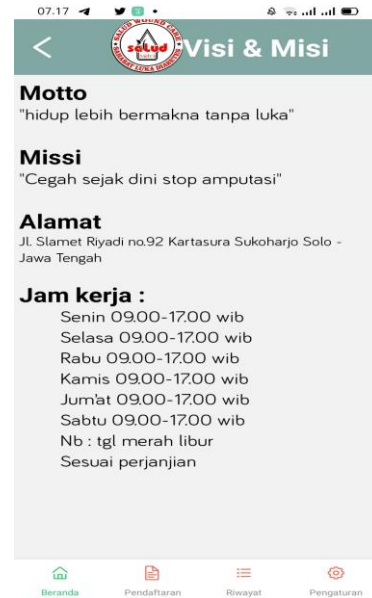 07.17
SALUD WOUND CARE
saLud
Visi & Misi
Motto
"hidup lebih bermakna tanpa luka"
Missi
"Cegah sejak dini stop amputasi"
Alamat
Jl. Slamet Riyadi no.92 Kartasura Sukoharjo Solo -
Jawa Tengah
Jam kerja :
Senin 09.00-17.00 wib
Selasa 09.00-17.00 wib
Rabu 09.00-17.00 wib
Kamis 09.00-17.00 wib
Jum'at 09.00-17.00 wib
Sabtu 09.00-17.00 wib
Nb : tgl merah libur
Sesuai perjanjian
Beranda Pendaftaran Riwayat Pengaturan